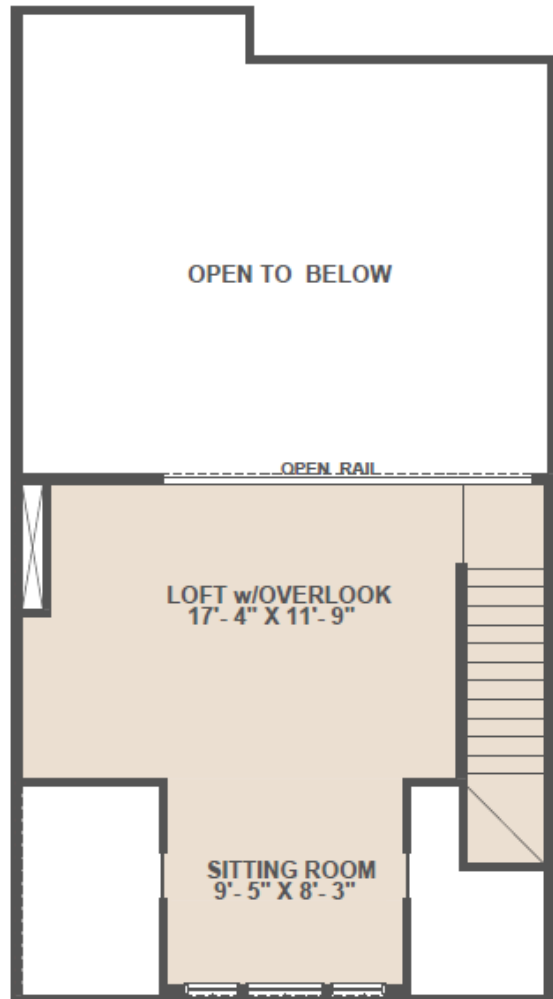 OPEN TO BELOW
OPEN RAIL
LOFT w/OVERLOOK
17'- 4" X 11'- 9"
SITTING ROOM
9'- 5" X 8'- 3"